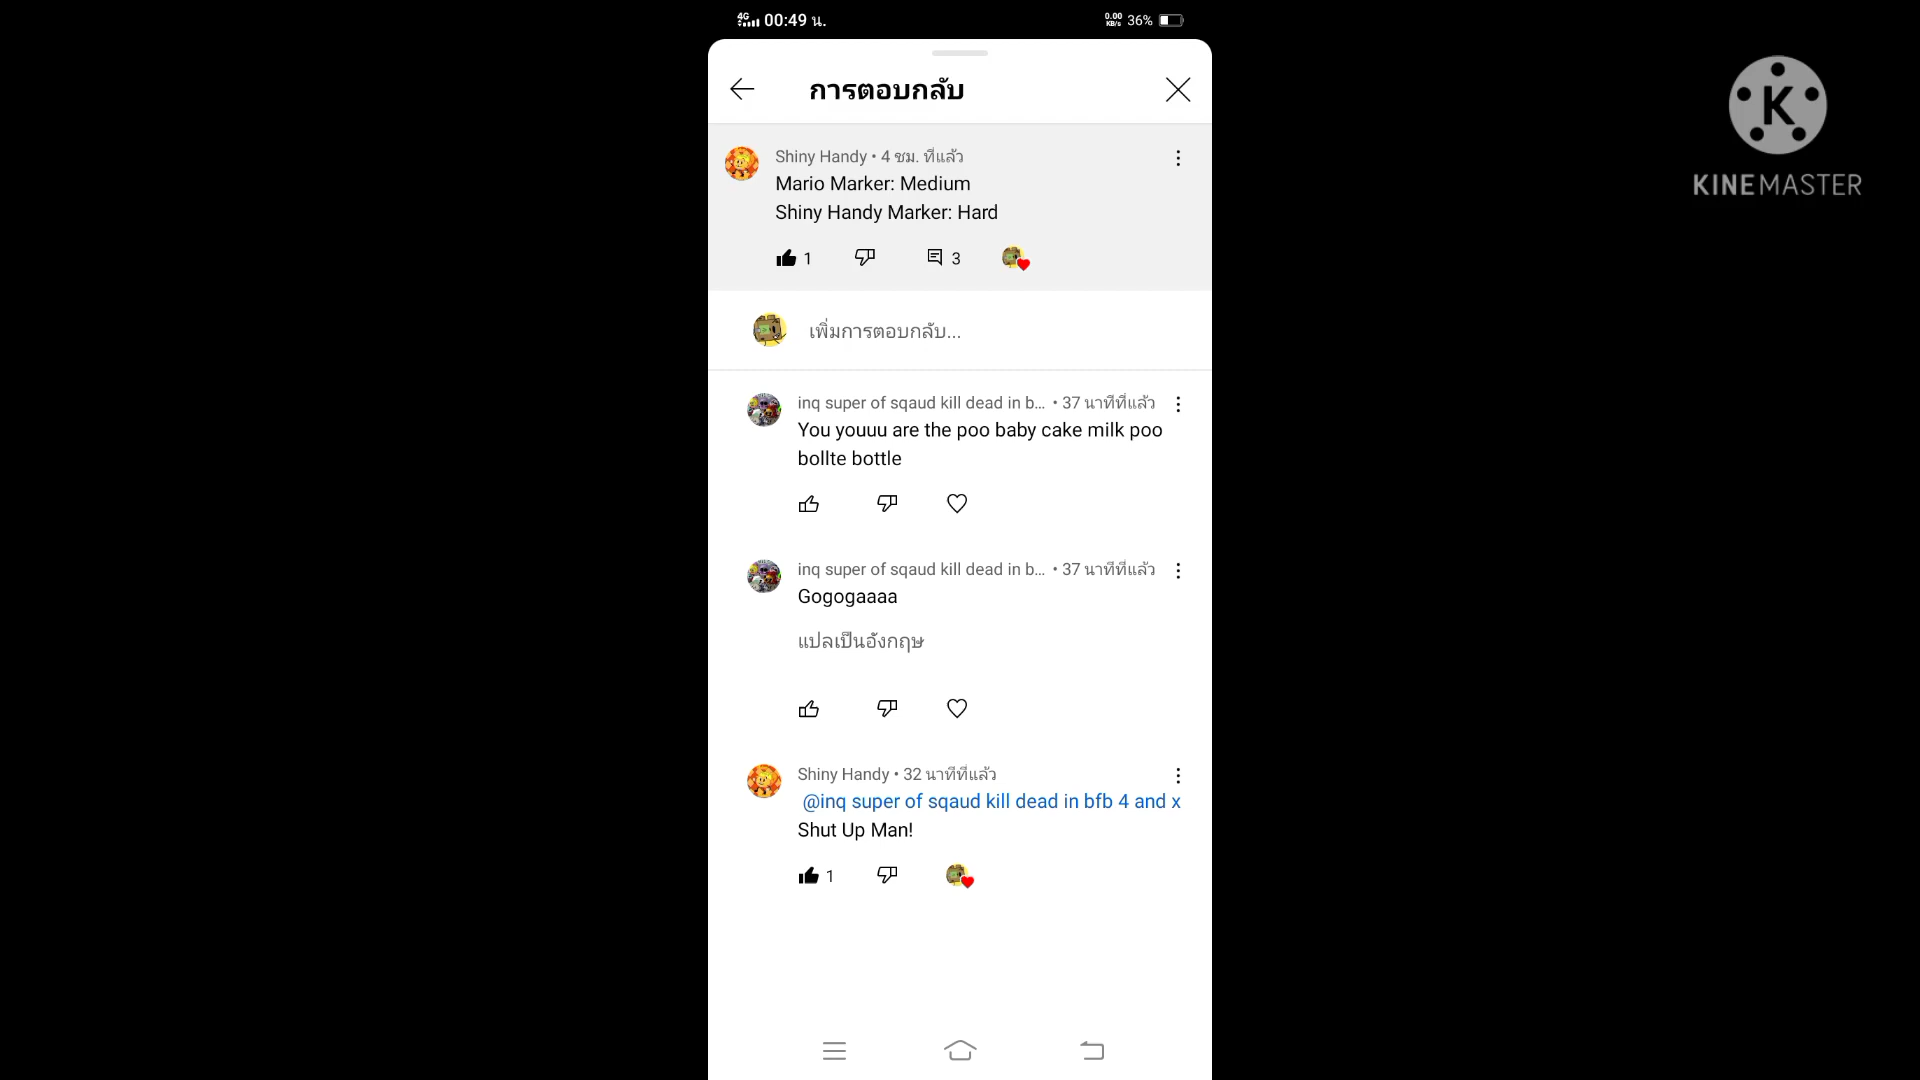 4G 00:49 น. 0.00 KB/s 36%
การตอบกลับ
K
KINEMASTER
Shiny Handy • 4 ชม. ที่แล้ว
Mario Marker: Medium
Shiny Handy Marker: Hard
1 3
เพิ่มการตอบกลับ...
inq super of sqaud kill dead in b... • 37 นาทีที่แล้ว
You youuu are the poo baby cake milk poo
bollte bottle
inq super of sqaud kill dead in b... • 37 นาทีที่แล้ว
Gogogaaaa
แปลเป็นอังกฤษ
Shiny Handy • 32 นาทีที่แล้ว
@inq super of sqaud kill dead in bfb 4 and x
Shut Up Man!
1